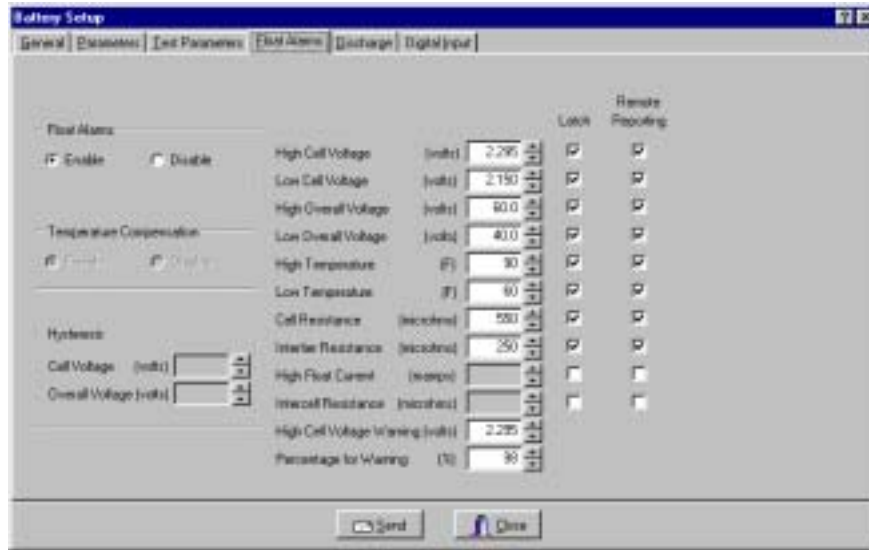 Battery Setup
General Parameters Test Parameters Float Alarms Discharge Digital Input
Remote
Latch Reporting
Float Alarms
Enable Disable
High Cell Voltage (volts) 2.295
Low Cell Voltage (volts) 2.190
High Overall Voltage (volts) 60.0
Low Overall Voltage (volts) 40.0
Temperature Compensation
High Temperature (F) 90
Low Temperature (F) 60
Cell Resistance (microhms) 550
Hysteresis
Intertier Resistance (microhms) 250
Cell Voltage (volts)
High Float Current (mamps)
Overall Voltage (volts)
Intercell Resistance (microhms)
High Cell Voltage Warning (volts) 2.285
Percentage for Warning (%) 98
Send Close